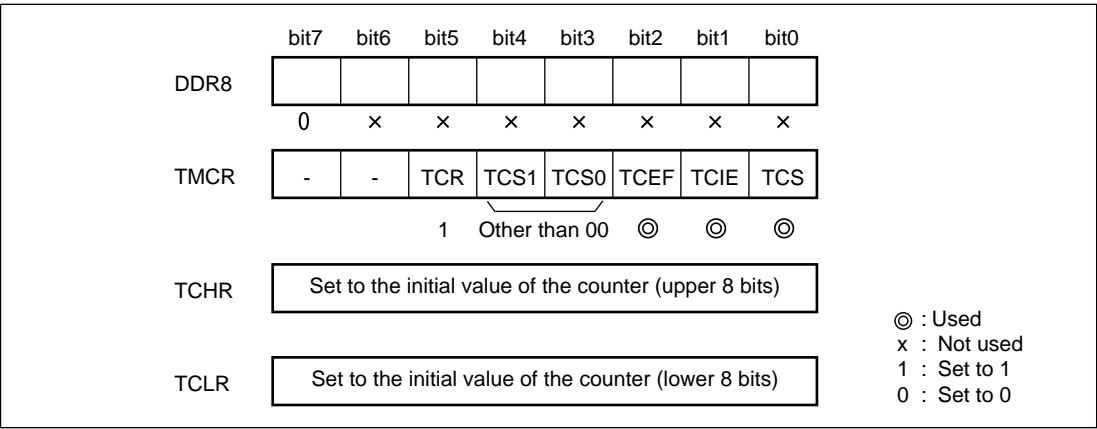 bit7 bit6 bit5 bit4 bit3 bit2 bit1 bit0
DDR8
0 × × × × × × ×
TMCR - - TCR TCS1 TCS0 TCEF TCIE TCS
1 Other than 00 ◎ ◎ ◎
TCHR Set to the initial value of the counter (upper 8 bits)
◎ : Used
x : Not used
TCLR Set to the initial value of the counter (lower 8 bits)
1 : Set to 1
0 : Set to 0